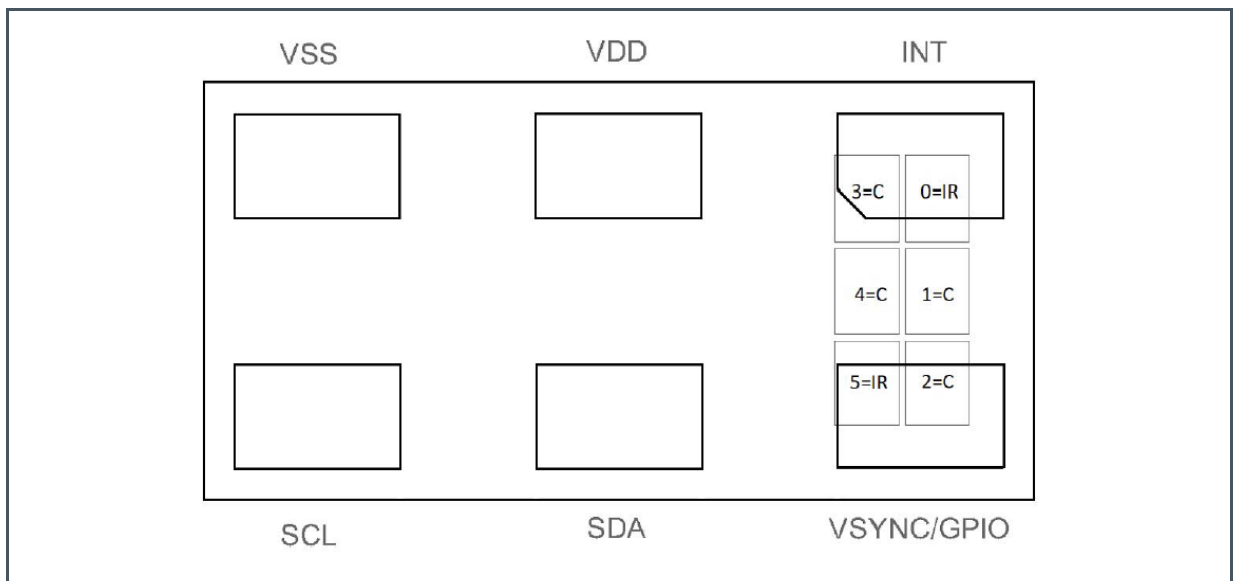 VSS VDD INT
3=C 0=IR
4=C 1=C
5=IR 2=C
SCL SDA VSYNC/GPIO